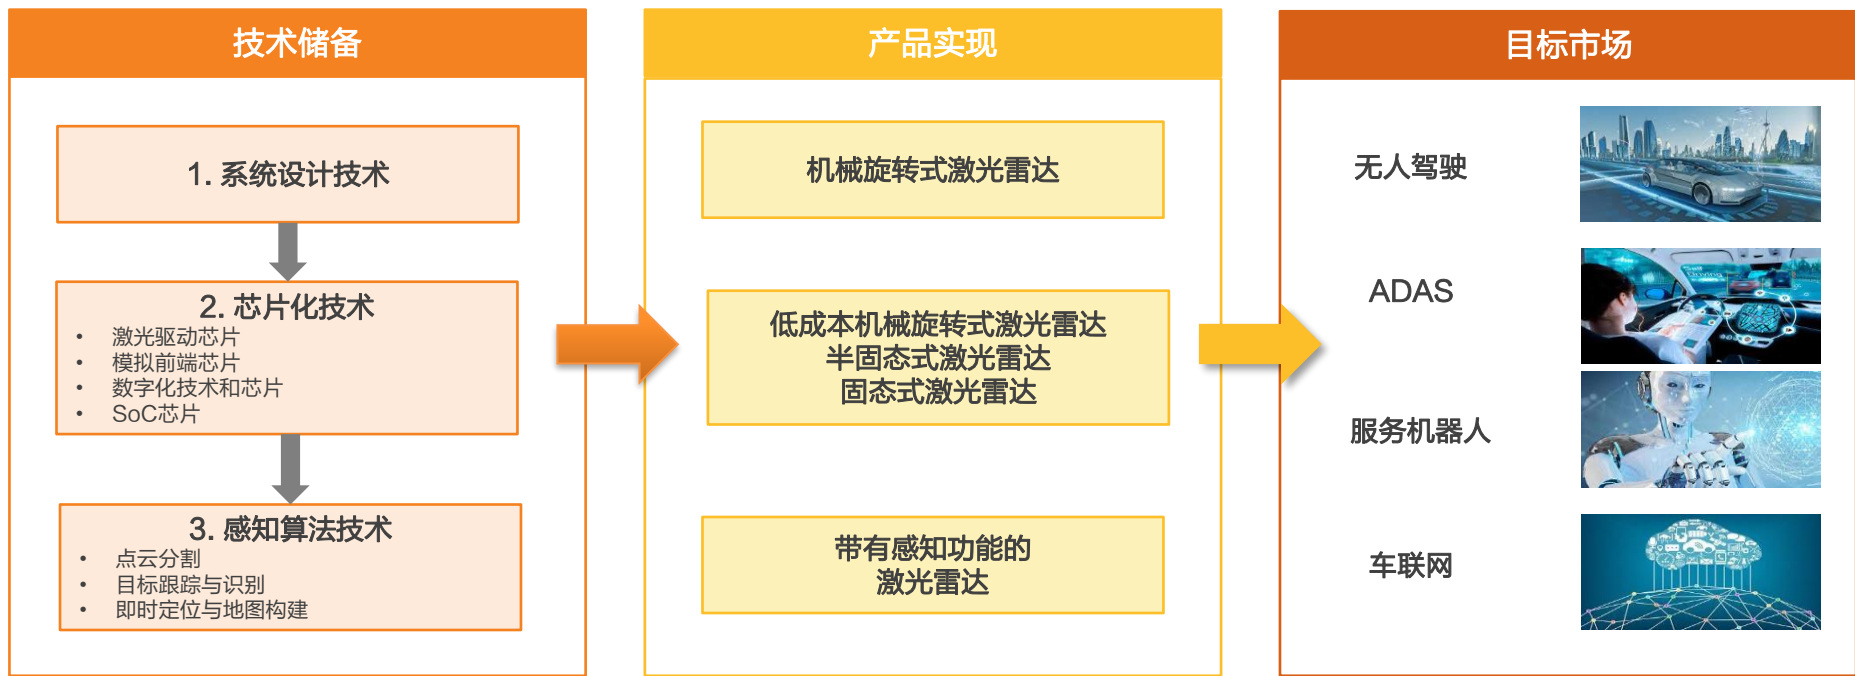 技术储备
1. 系统设计技术
2. 芯片化技术
• 激光驱动芯片
• 模拟前端芯片
• 数字化技术和芯片
• SoC芯片
3. 感知算法技术
• 点云分割
• 目标跟踪与识别
• 即时定位与地图构建
产品实现
机械旋转式激光雷达
低成本机械旋转式激光雷达
半固态式激光雷达
固态式激光雷达
带有感知功能的
激光雷达
目标市场
无人驾驶
ADAS
Self
Driving
服务机器人
车联网